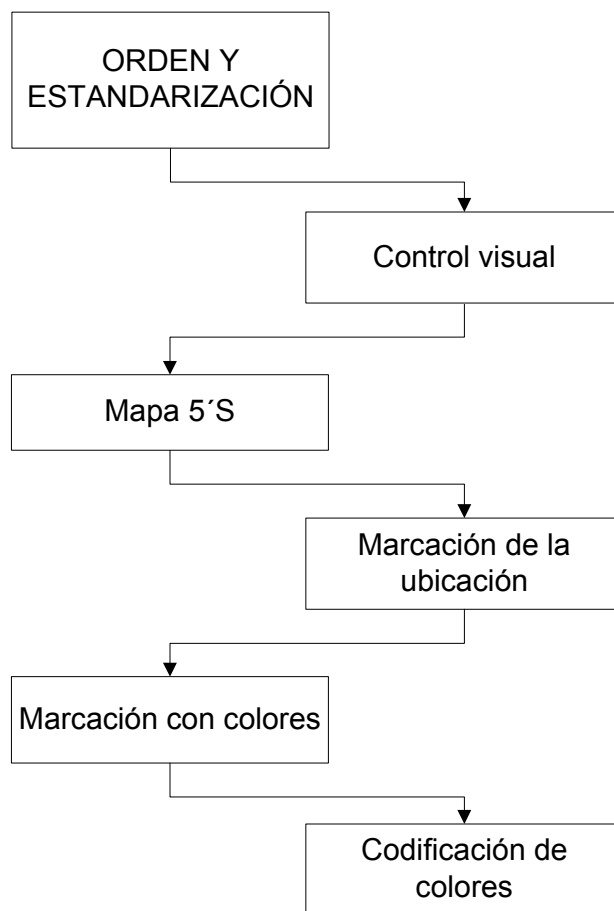 ORDEN Y
ESTANDARIZACIÓN
Control visual
Mapa 5´S
Marcación de la
ubicación
Marcación con colores
Codificación de
colores